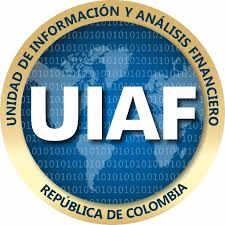 UNIDAD DE INFORMACIÓN Y ANÁLISIS FINANCIERO
UIAF
REPÚBLICA DE COLOMBIA